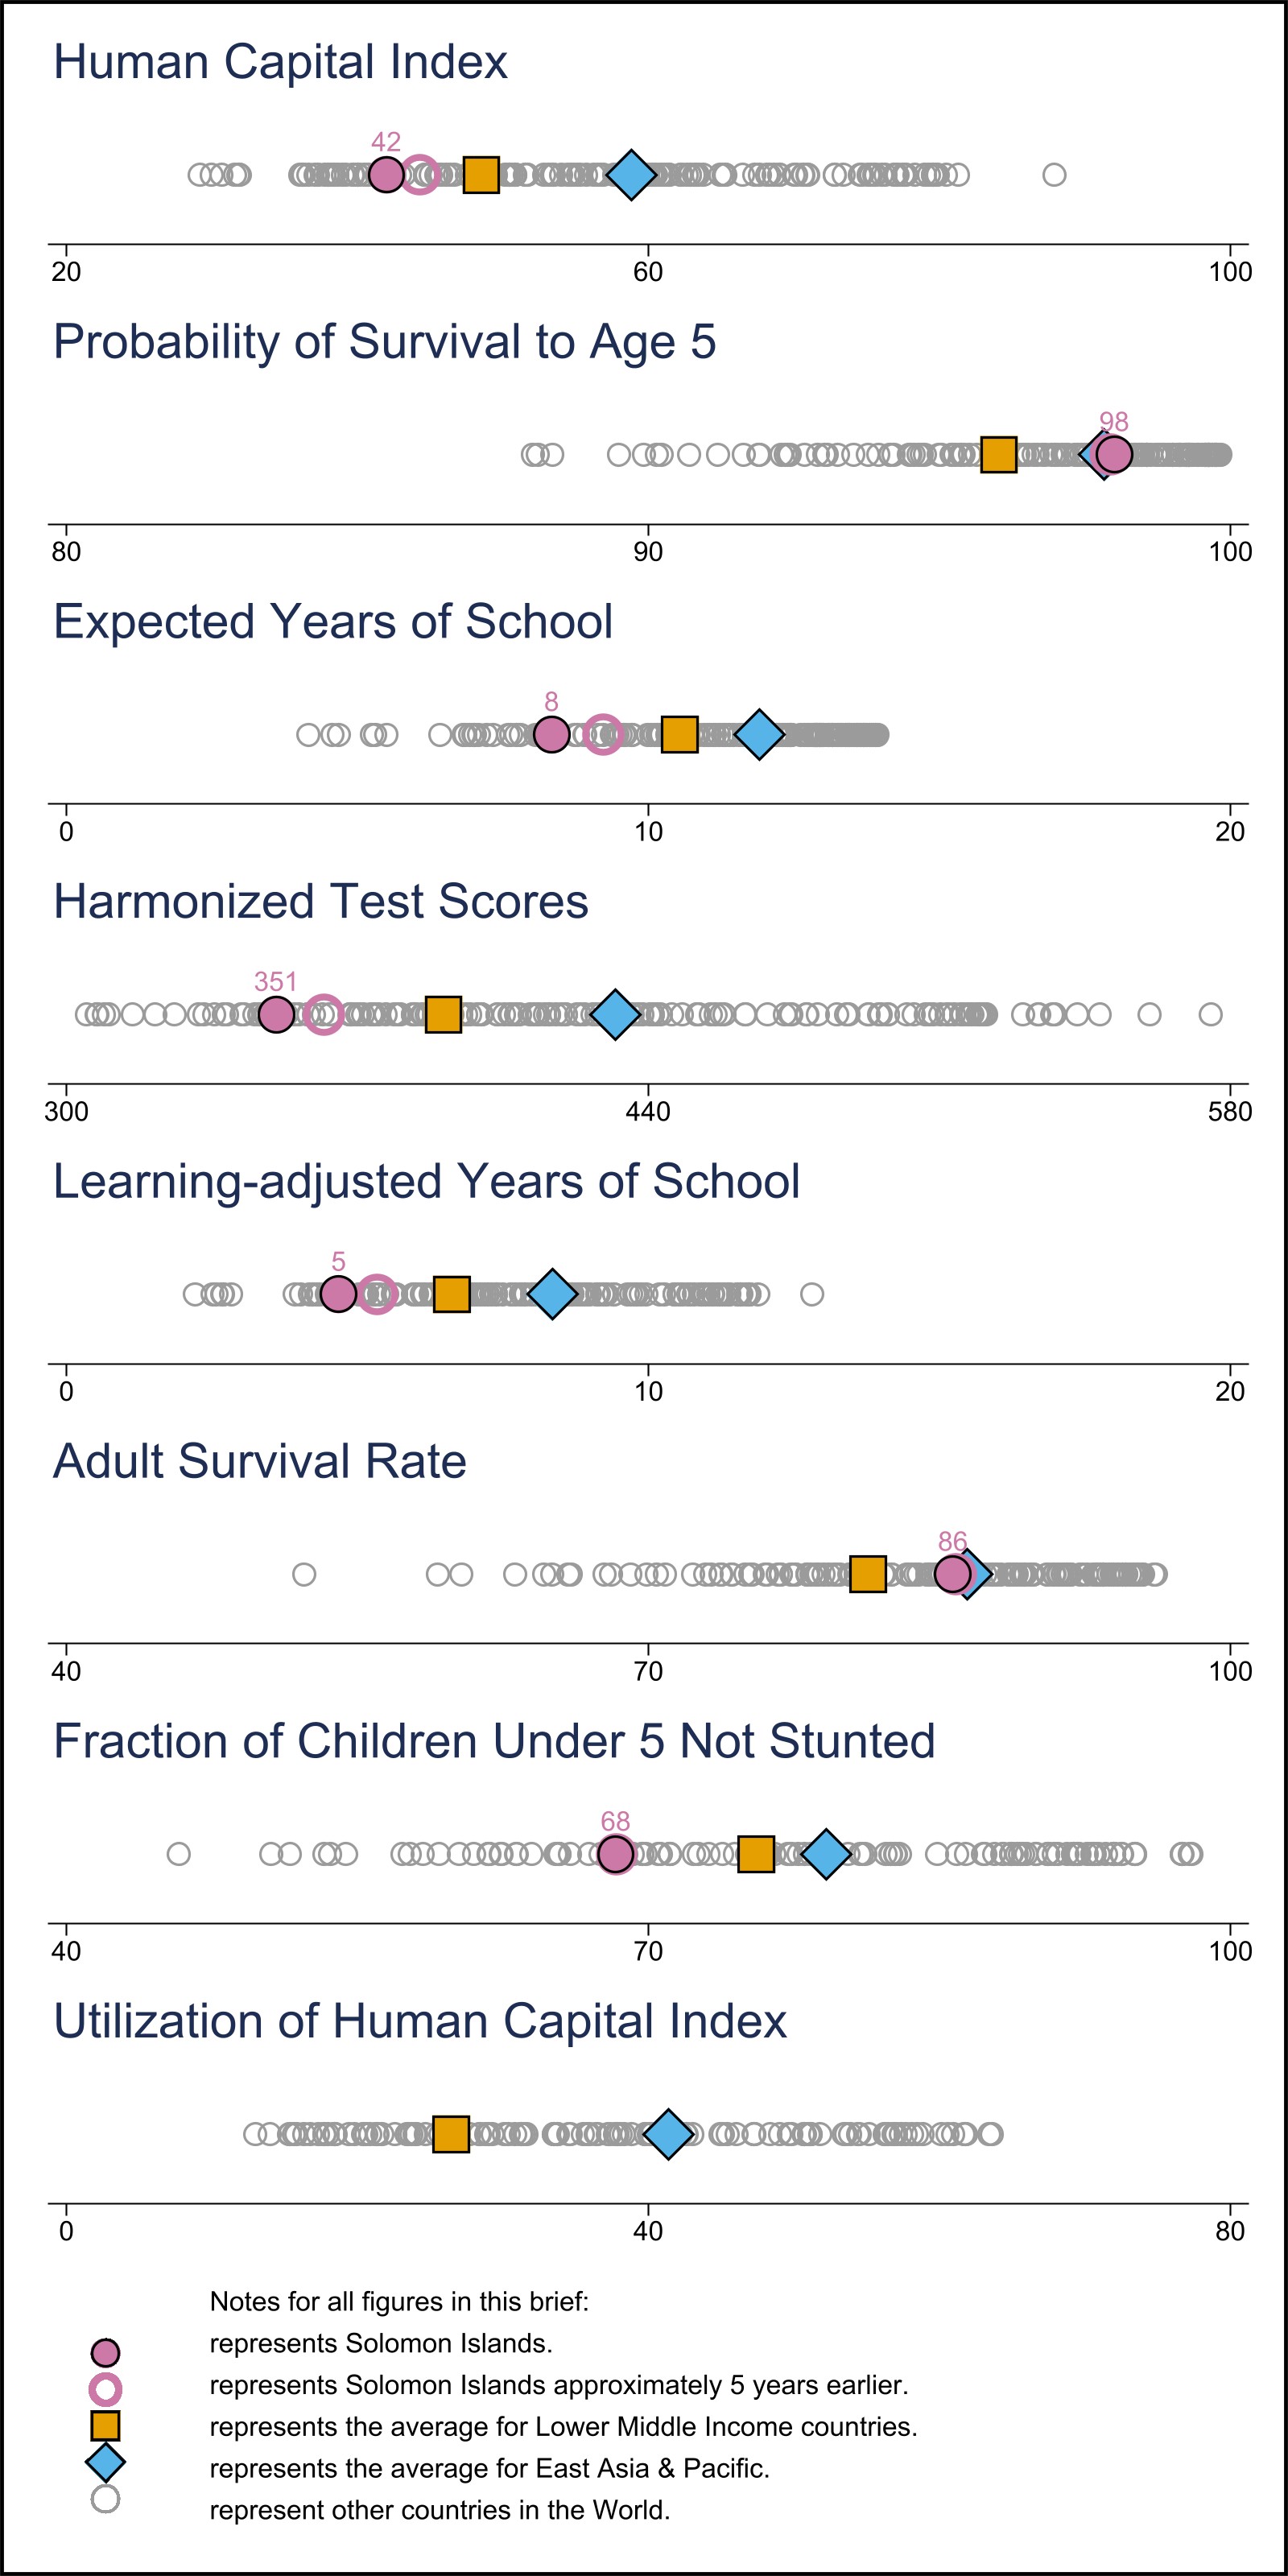 Human Capital Index
42
20 60 100
Probability of Survival to Age 5
98
80 90 100
Expected Years of School
8
0 10 20
Harmonized Test Scores
351
300 440 580
Learning-adjusted Years of School
5
0 10 20
Adult Survival Rate
86
40 70 100
Fraction of Children Under 5 Not Stunted
68
40 70 100
Utilization of Human Capital Index
0 40 80
Notes for all figures in this brief:
represents Solomon Islands.
represents Solomon Islands approximately 5 years earlier.
represents the average for Lower Middle Income countries.
represents the average for East Asia & Pacific.
represent other countries in the World.